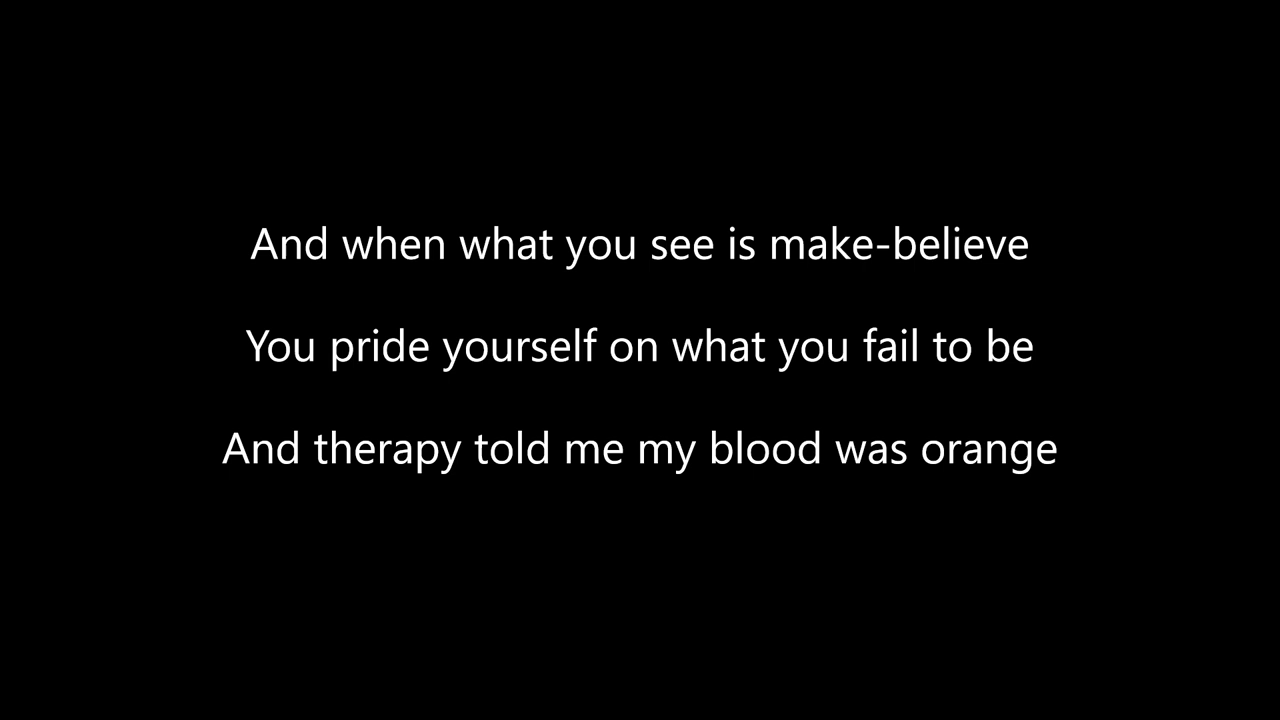 And when what you see is make-believe
You pride yourself on what you fail to be
And therapy told me my blood was orange